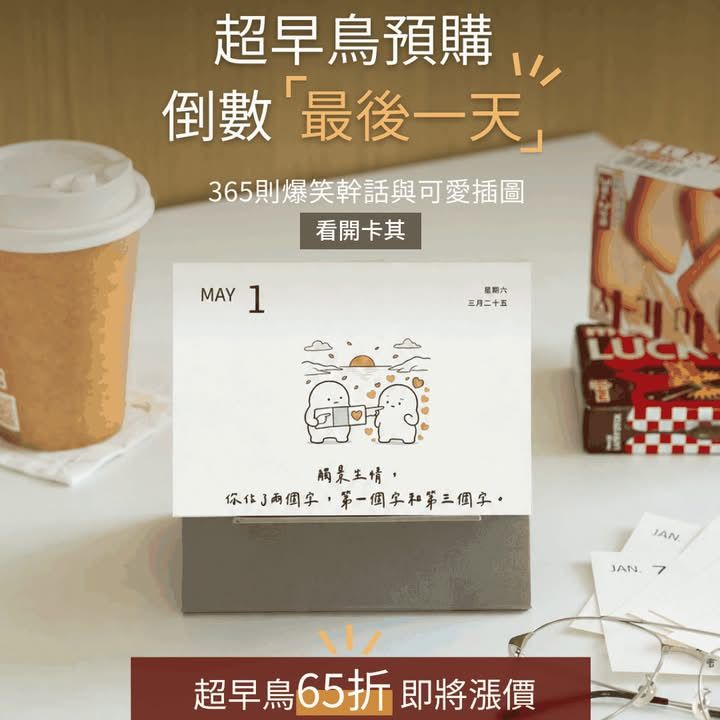 超早鳥預購
倒數「最後一天」
365則爆笑幹話與可愛插圖
看開卡其
MAY 1
星期六
三月二十五
觸景生情，
你佔了兩個字，第一個字和第三個字。
LUCK
JAN.
JAN. 7
超早鳥65折 即將漲價